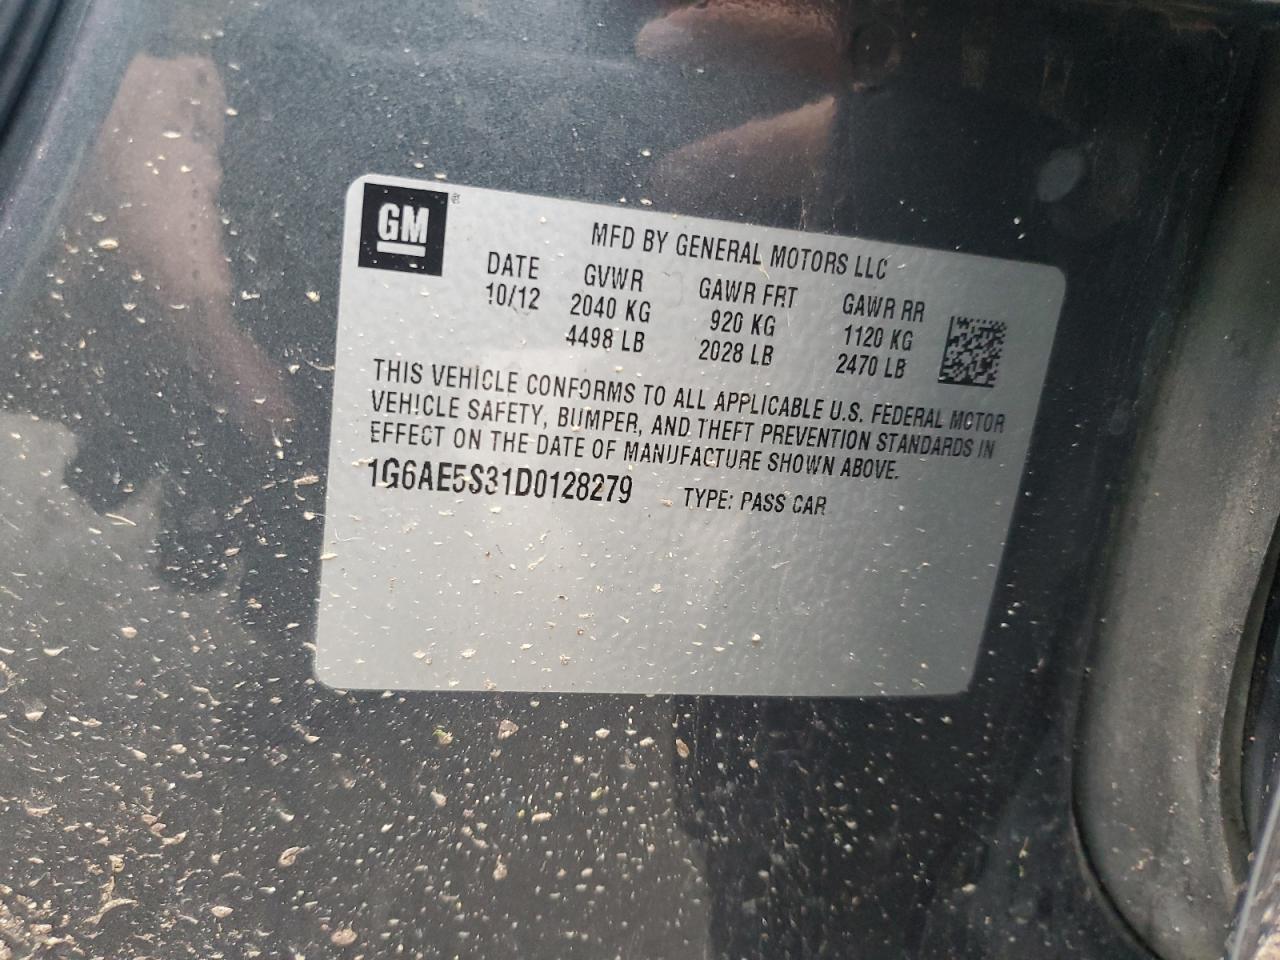 GM ®
MFD BY GENERAL MOTORS LLC
DATE GVWR GAWR FRT GAWR RR
10/12 2040 KG 920 KG 1120 KG
4498 LB 2028 LB 2470 LB
THIS VEHICLE CONFORMS TO ALL APPLICABLE U.S. FEDERAL MOTOR
VEHICLE SAFETY, BUMPER, AND THEFT PREVENTION STANDARDS IN
EFFECT ON THE DATE OF MANUFACTURE SHOWN ABOVE.
1G6AE5S31D0128279 TYPE: PASS CAR